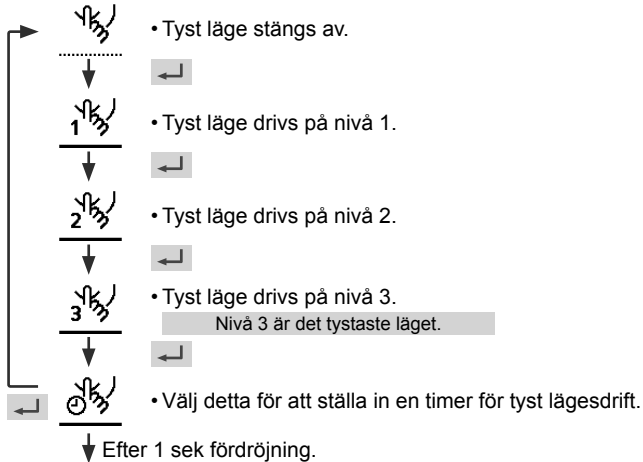 • Tyst läge stängs av.
1
• Tyst läge drivs på nivå 1.
2
• Tyst läge drivs på nivå 2.
3
• Tyst läge drivs på nivå 3.
Nivå 3 är det tystaste läget.
• Välj detta för att ställa in en timer för tyst lägesdrift.
Efter 1 sek fördröjning.